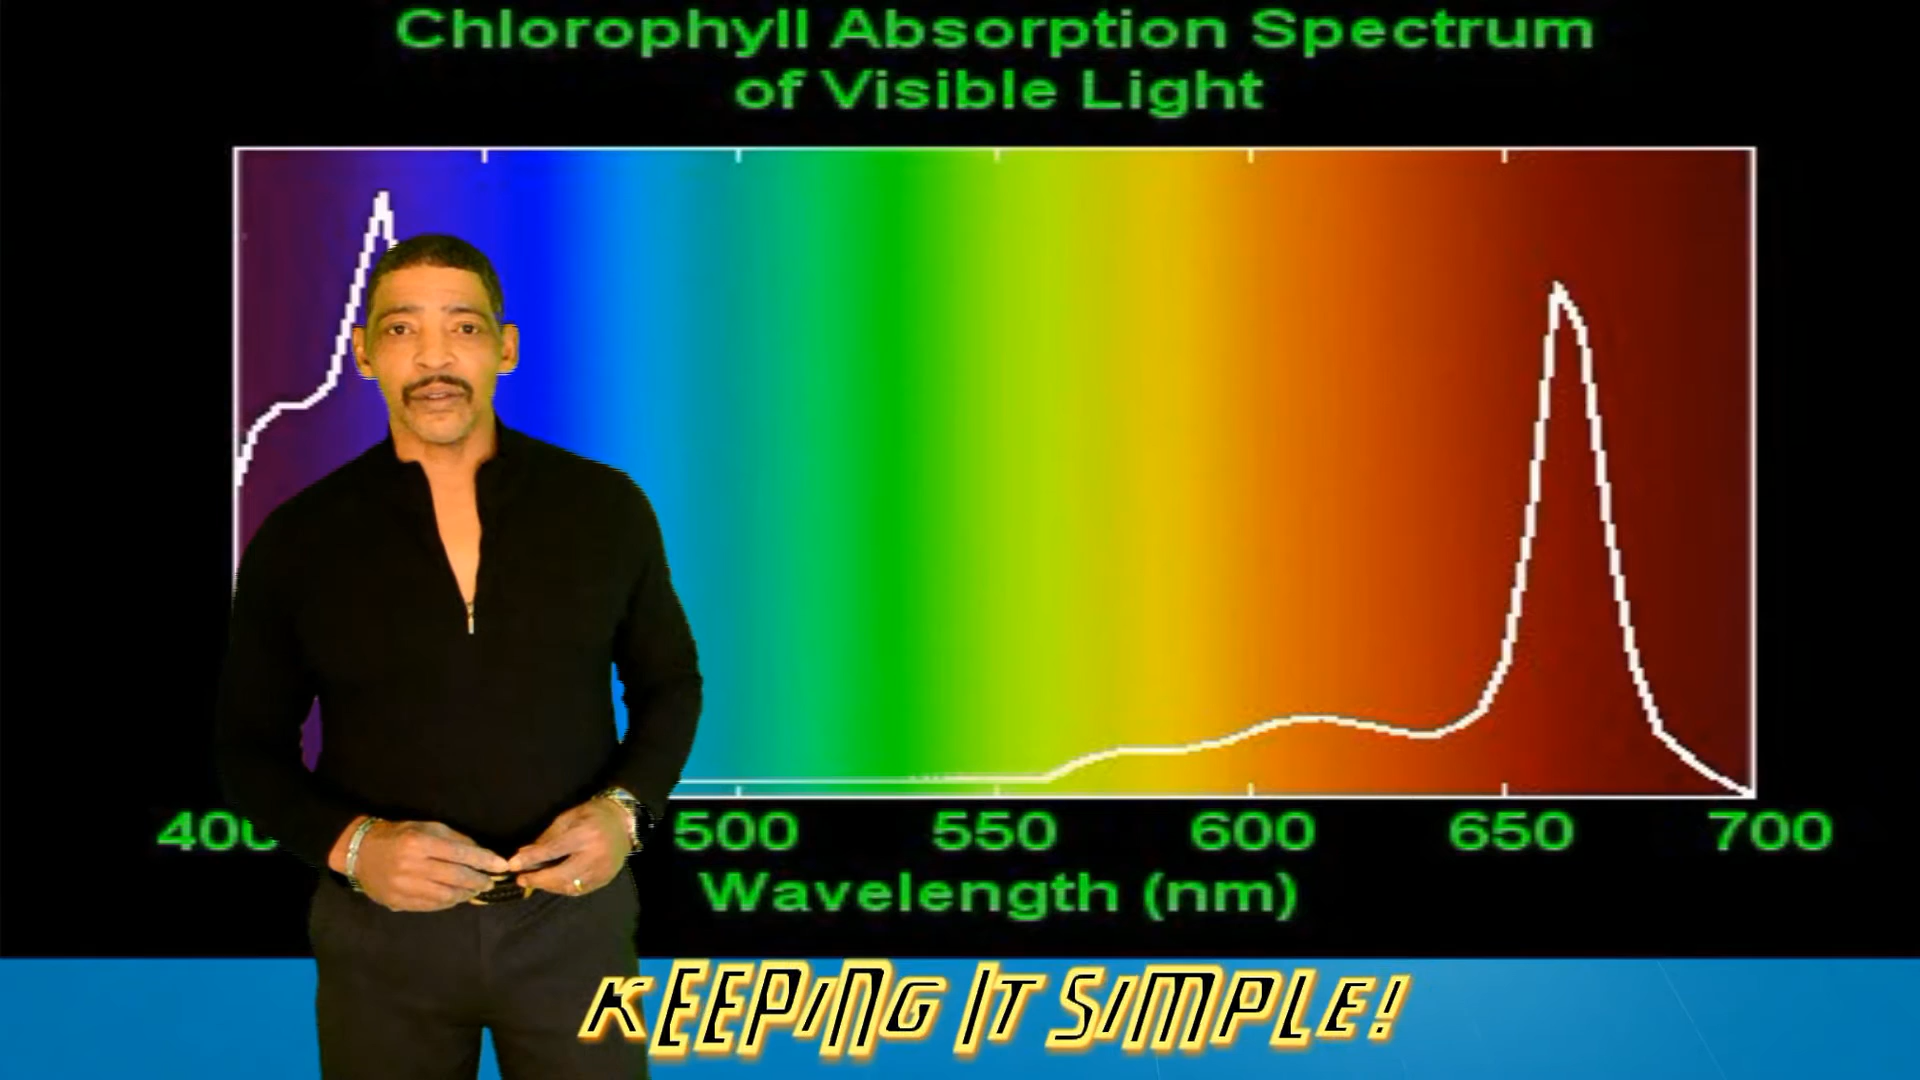 Chlorophyll Absorption Spectrum
of Visible Light
500 550 600 650 700
Wavelength (nm)
KEEPING IT SIMPLE!